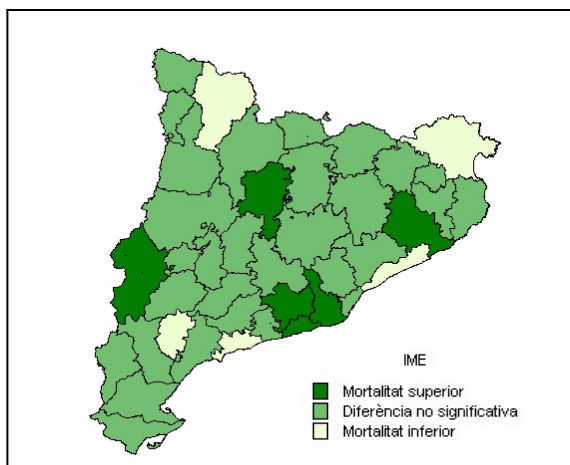 IME
Mortalitat superior
Diferència no significativa
Mortalitat inferior